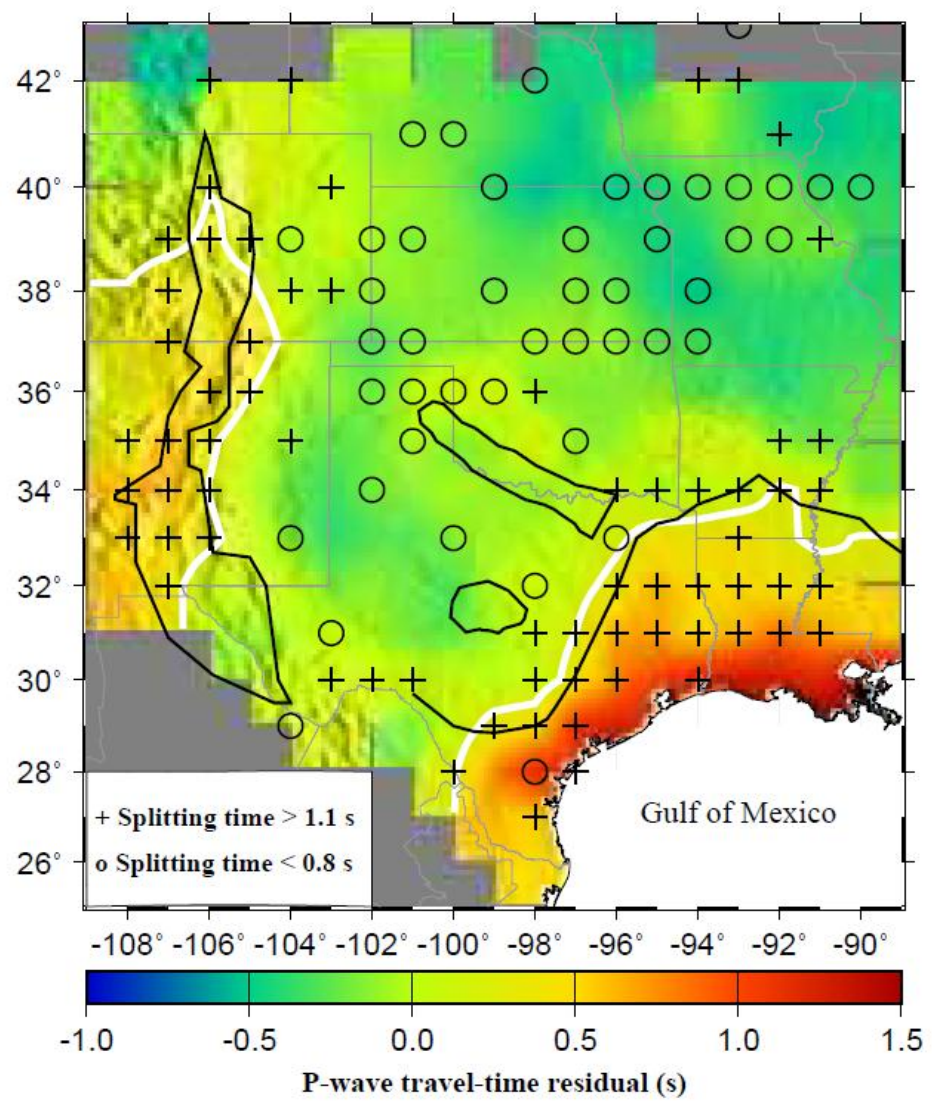 42°
40°
38°
36°
34°
32°
30°
28°
26°
Gulf of Mexico
+ Splitting time > 1.1 s
o Splitting time < 0.8 s
-108° -106° -104° -102° -100° -98° -96° -94° -92° -90°
-1.0 -0.5 0.0 0.5 1.0 1.5
P-wave travel-time residual (s)